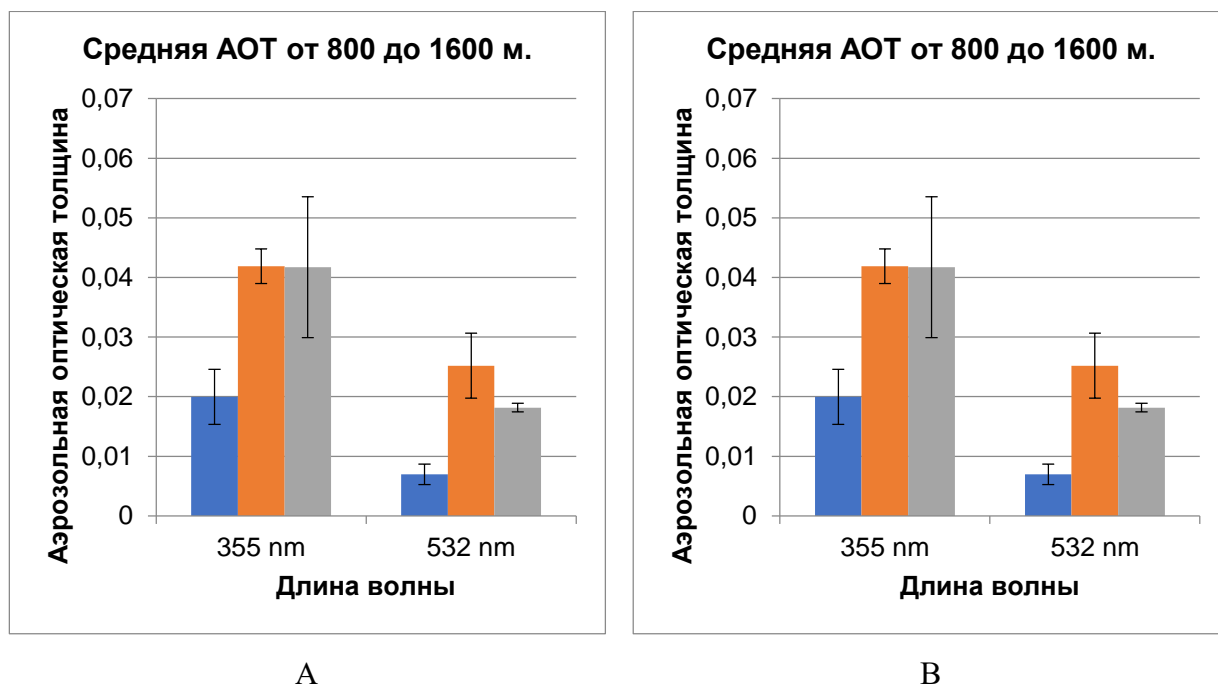 Средняя АОТ от 800 до 1600 м.
Аэрозольная оптическая толщина
0,07
0,06
0,05
0,04
0,03
0,02
0,01
0
355 nm 532 nm
Длина волны
A
Средняя АОТ от 800 до 1600 м.
Аэрозольная оптическая толщина
0,07
0,06
0,05
0,04
0,03
0,02
0,01
0
355 nm 532 nm
Длина волны
B